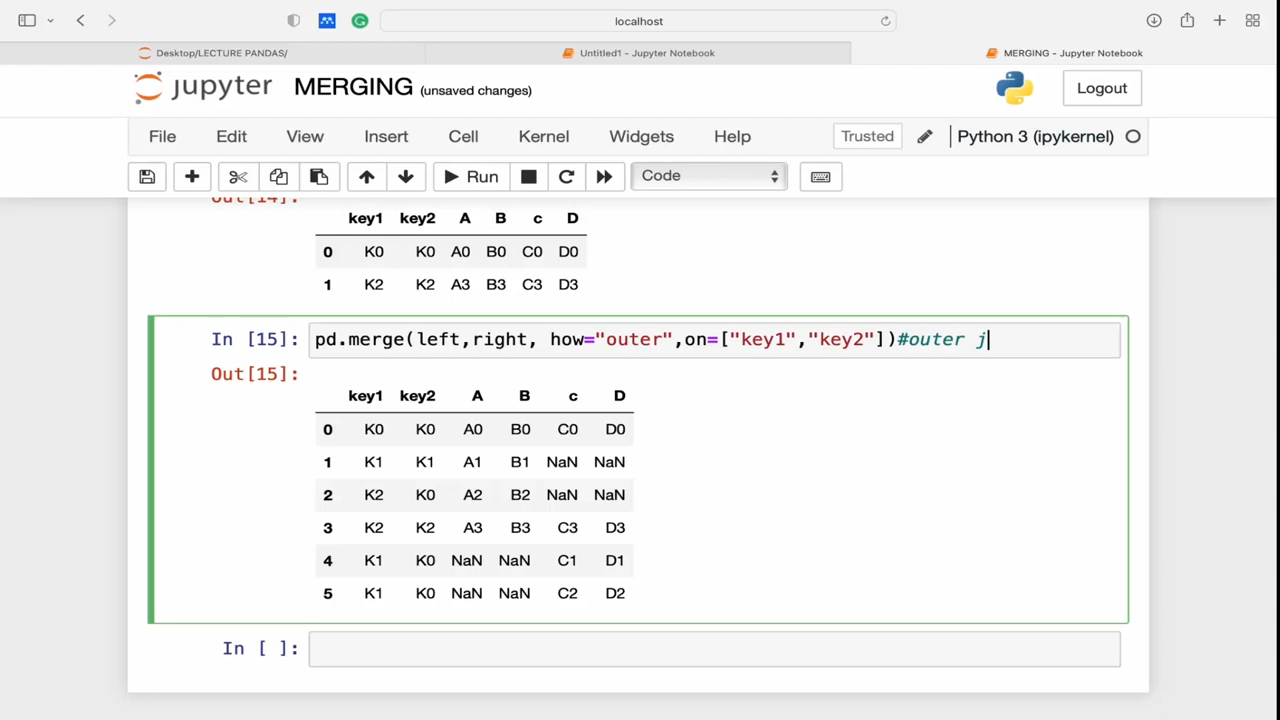 localhost
Desktop/LECTURE PANDAS/
Untitled1 - Jupyter Notebook
MERGING - Jupyter Notebook
jupyter MERGING (unsaved changes)
Logout
File Edit View Insert Cell Kernel Widgets Help Trusted Python 3 (ipykernel)
Run Code
Out[14]:
key1 key2 A B c D
0 K0 K0 A0 B0 C0 D0
1 K2 K2 A3 B3 C3 D3
In [15]: pd.merge(left,right, how="outer",on=["key1","key2"])#outer j
Out[15]:
key1 key2 A B c D
0 K0 K0 A0 B0 C0 D0
1 K1 K1 A1 B1 NaN NaN
2 K2 K0 A2 B2 NaN NaN
3 K2 K2 A3 B3 C3 D3
4 K1 K0 NaN NaN C1 D1
5 K1 K0 NaN NaN C2 D2
In [ ]: